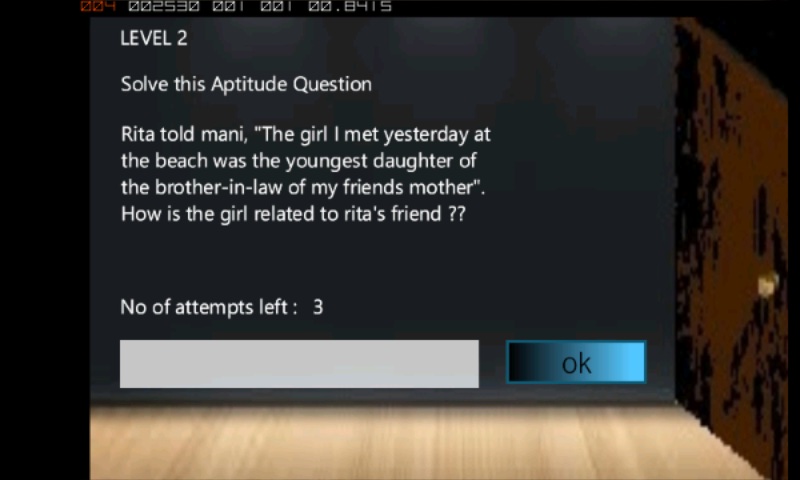 004 002530 001 001 00.8415
LEVEL 2
Solve this Aptitude Question
Rita told mani, "The girl I met yesterday at
the beach was the youngest daughter of
the brother-in-law of my friends mother".
How is the girl related to rita's friend ??
No of attempts left : 3
ok